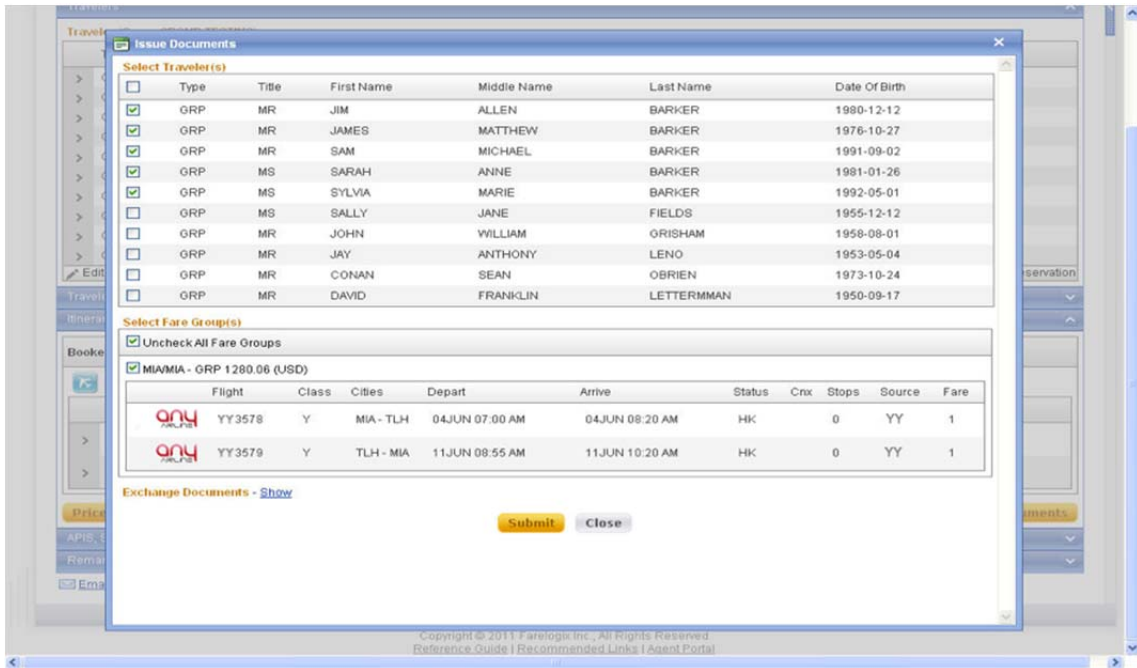 Travelers
Issue Documents
Select Traveler(s)
Type Title First Name Middle Name Last Name Date Of Birth
GRP MR JIM ALLEN BARKER 1980-12-12
GRP MR JAMES MATTHEW BARKER 1976-10-27
GRP MR SAM MICHAEL BARKER 1991-09-02
GRP MS SARAH ANNE BARKER 1981-01-26
GRP MS SYLVIA MARIE BARKER 1992-05-01
GRP MS SALLY JANE FIELDS 1955-12-12
GRP MR JOHN WILLIAM GRISHAM 1958-08-01
GRP MR JAY ANTHONY LENO 1953-05-04
GRP MR CONAN SEAN OBRIEN 1973-10-24
Edit
servation
GRP MR DAVID FRANKLIN LETTERMMAN 1950-09-17
Select Fare Group(s)
Uncheck All Fare Groups
Booke
MIA/MIA - GRP 1280.06 (USD)
Flight Class Cities Depart Arrive Status Cnx Stops Source Fare
any AIRLINE YY3578 Y MIA - TLH 04JUN 07:00 AM 04JUN 08:20 AM HK 0 YY 1
any AIRLINE YY3579 Y TLH - MIA 11JUN 08:55 AM 11JUN 10:20 AM HK 0 YY 1
Exchange Documents - Show
Price
Submit Close
uments
APIS, S
Remar
Ema
Copyright © 2011 Farelogix Inc., All Rights Reserved
Reference Guide | Recommended Links | Agent Portal